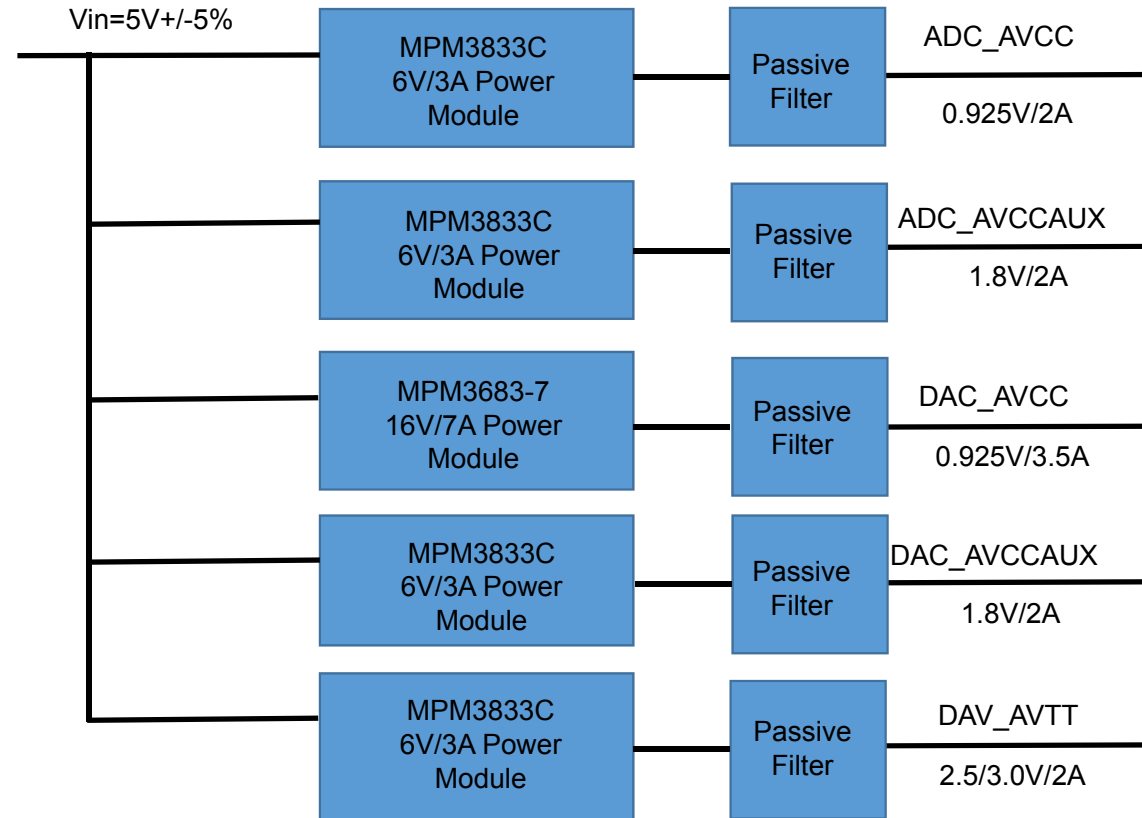 Vin=5V+/-5%
MPM3833C
6V/3A Power
Module
Passive
Filter
ADC_AVCC
0.925V/2A
MPM3833C
6V/3A Power
Module
Passive
Filter
ADC_AVCCAUX
1.8V/2A
MPM3683-7
16V/7A Power
Module
Passive
Filter
DAC_AVCC
0.925V/3.5A
MPM3833C
6V/3A Power
Module
Passive
Filter
DAC_AVCCAUX
1.8V/2A
MPM3833C
6V/3A Power
Module
Passive
Filter
DAV_AVTT
2.5/3.0V/2A